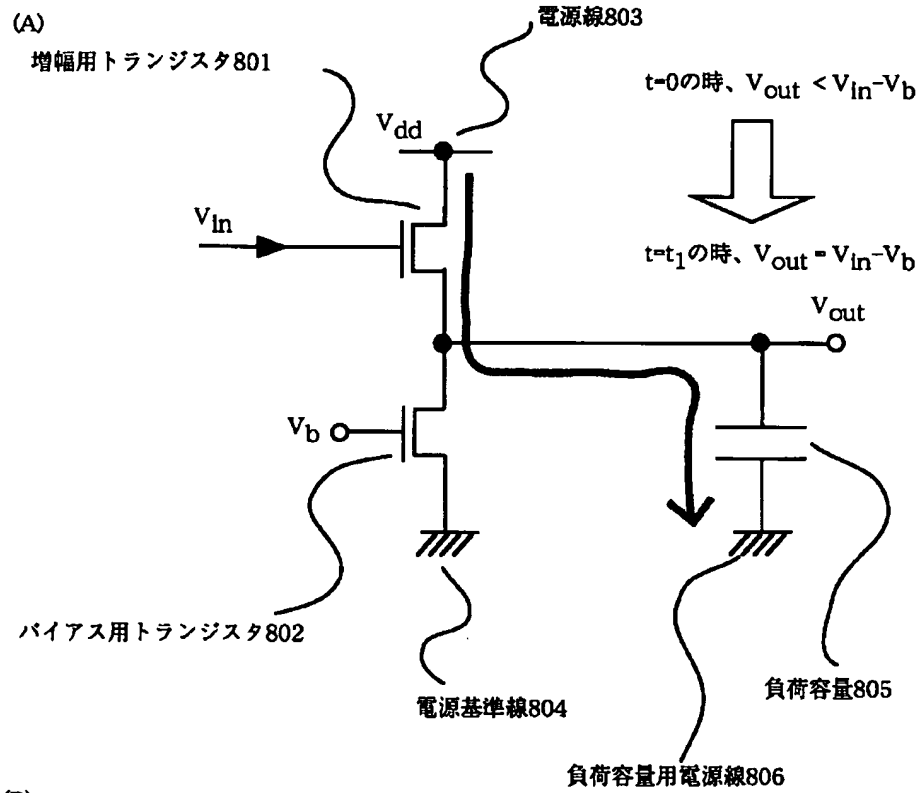 (A)
電源線803
増幅用トランジスタ801
t=0の時、Vout <Vin-Vb
Vdd
Vin
t=t1の時、Vout=Vin-Vb
Vout
Vb
バイアス用トランジスタ802
電源基準線804
負荷容量805
負荷容量用電源線806